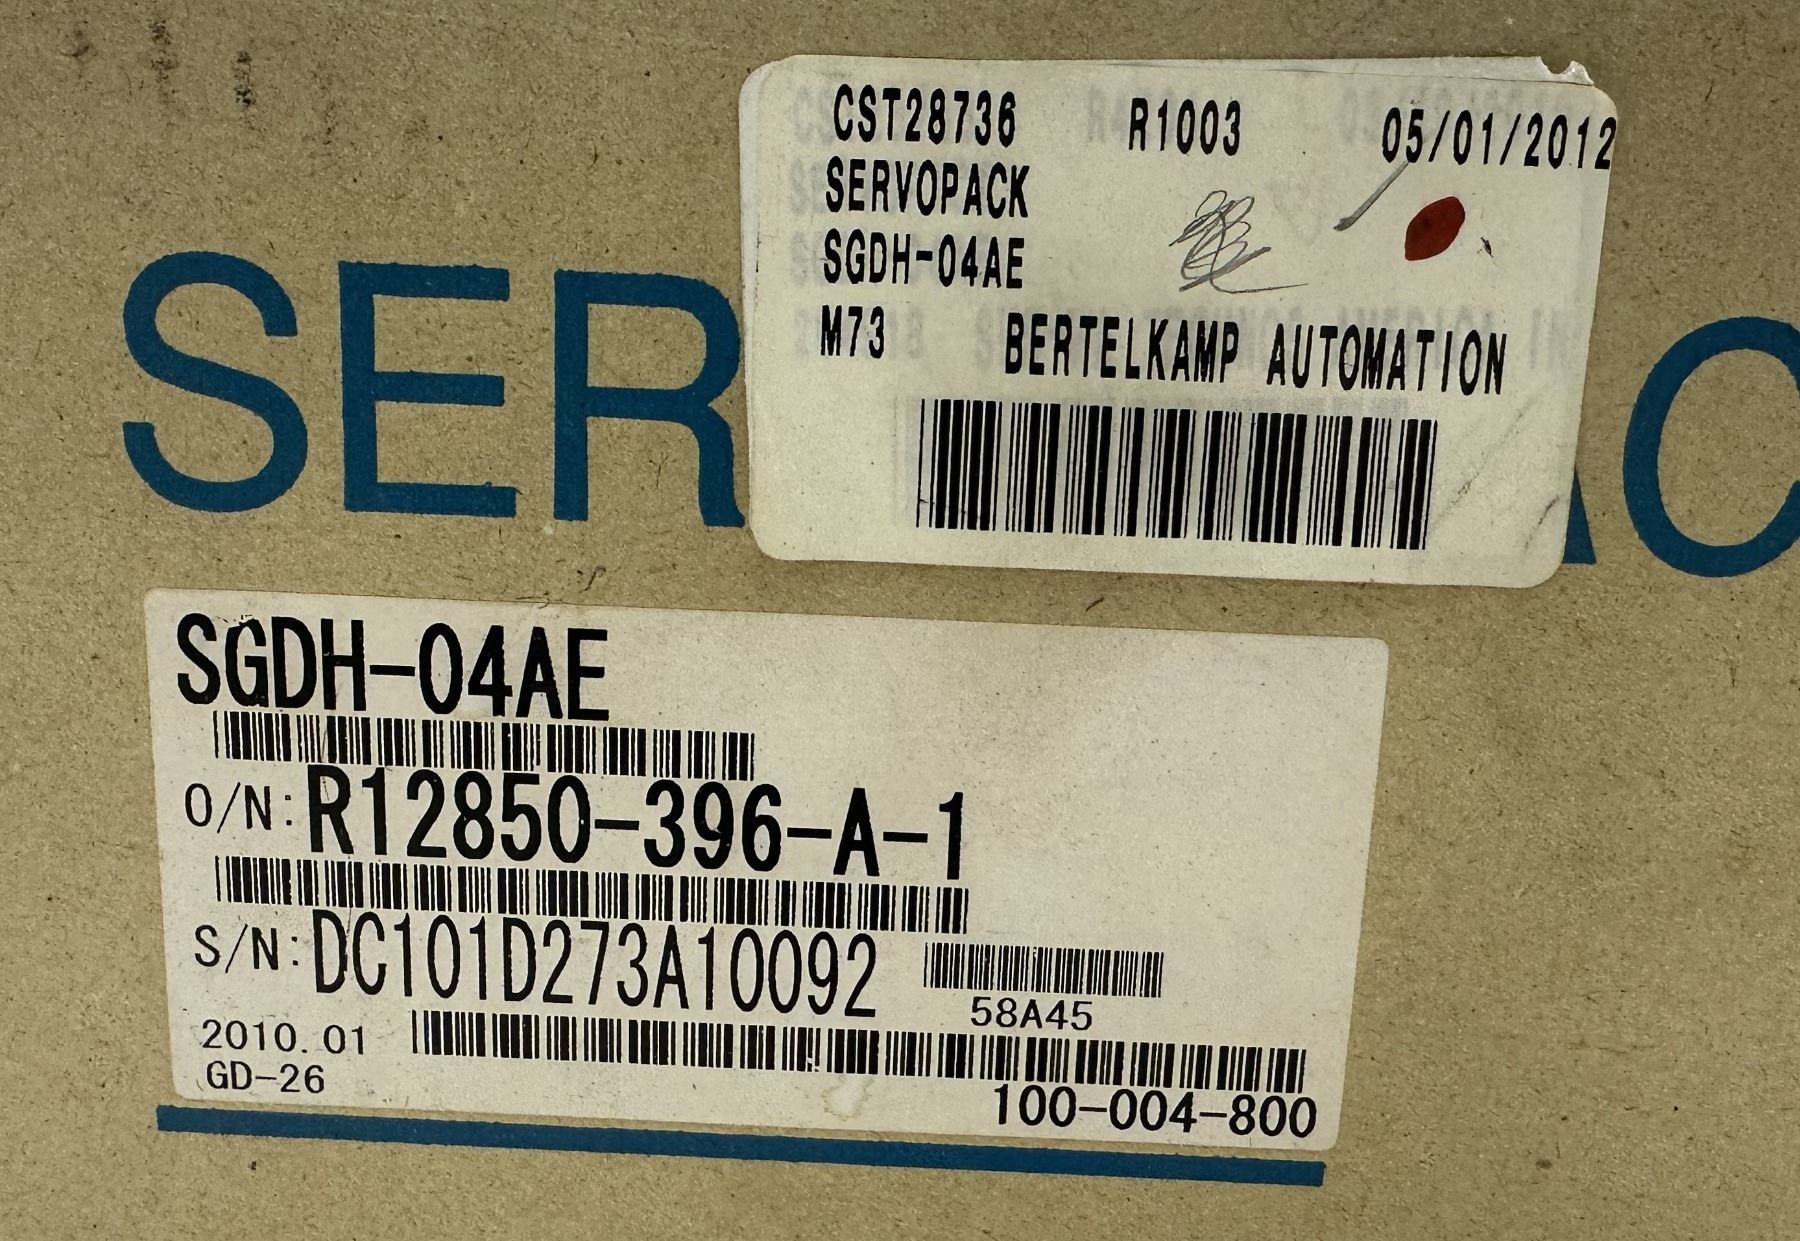 CST28736 R1003 05/01/2012
SERVOPACK
SGDH-04AE
M73 BERTELKAMP AUTOMATION
SER
C
SGDH-04AE
O/N: R12850-396-A-1
S/N: DC101D273A10092
58A45
2010.01
GD-26
100-004-800